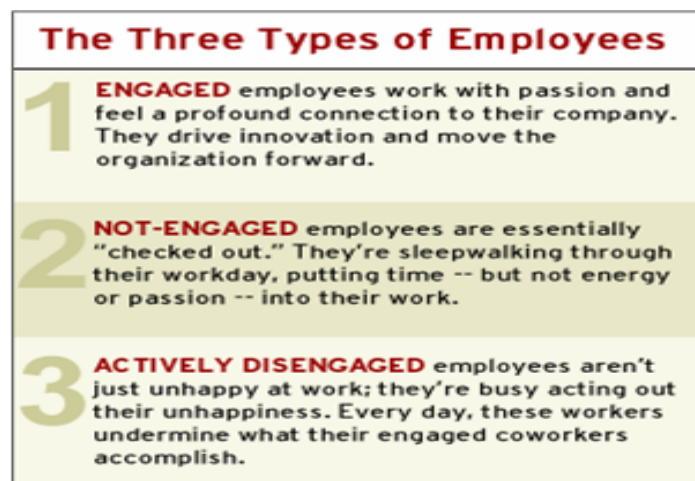 The Three Types of Employees
1
ENGAGED employees work with passion and
feel a profound connection to their company.
They drive innovation and move the
organization forward.
2
NOT-ENGAGED employees are essentially
“checked out.” They’re sleepwalking through
their workday, putting time -- but not energy
or passion -- into their work.
3
ACTIVELY DISENGAGED employees aren’t
just unhappy at work; they’re busy acting out
their unhappiness. Every day, these workers
undermine what their engaged coworkers
accomplish.